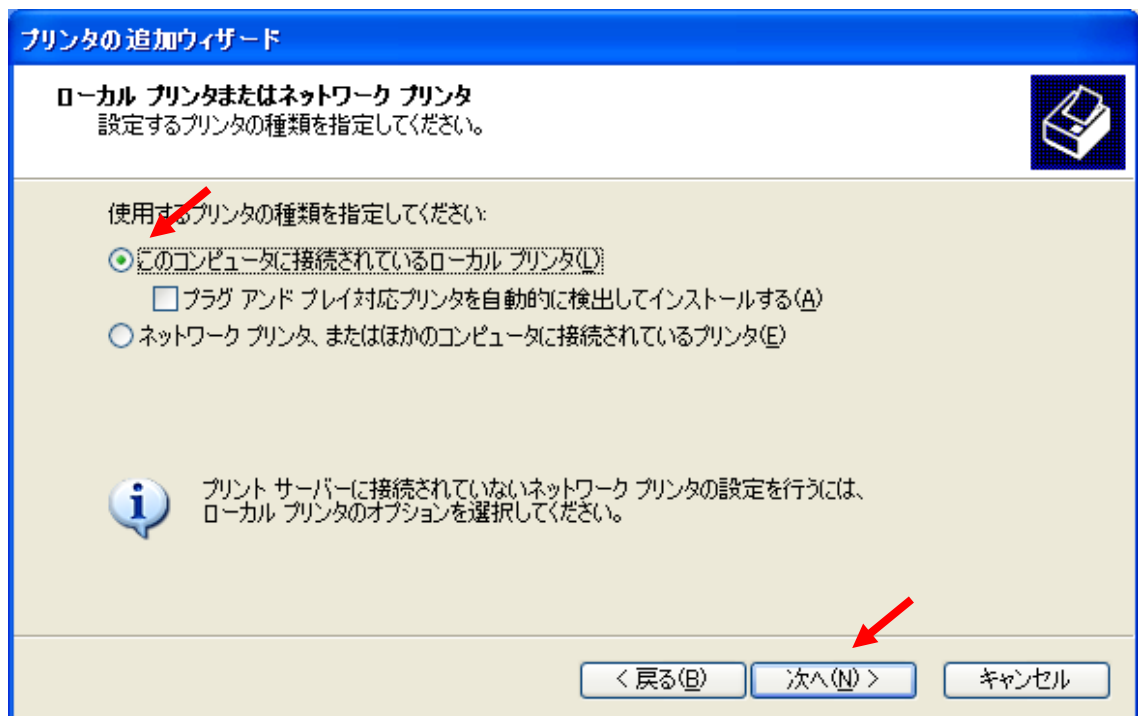 プリンタの追加ウィザード
ローカル プリンタまたはネットワーク プリンタ
設定するプリンタの種類を指定してください。
使用するプリンタの種類を指定してください:
このコンピュータに接続されているローカル プリンタ(L)
プラグ アンド プレイ対応プリンタを自動的に検出してインストールする(A)
ネットワーク プリンタ、またはほかのコンピュータに接続されているプリンタ(E)
プリント サーバーに接続されていないネットワーク プリンタの設定を行うには、
ローカル プリンタのオプションを選択してください。
< 戻る(B) 次へ(N) > キャンセル